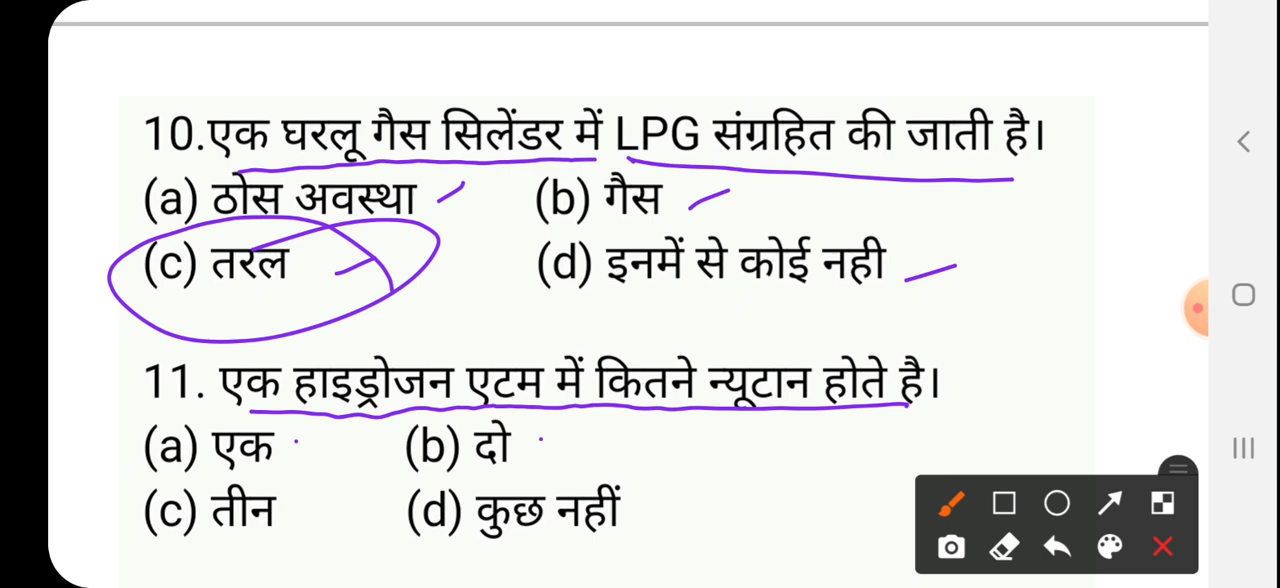 10.एक घरलू गैस सिलेंडर में LPG संग्रहित की जाती है।
(a) ठोस अवस्था (b) गैस
(c) तरल (d) इनमें से कोई नही
11. एक हाइड्रोजन एटम में कितने न्यूटान होते है।
(a) एक (b) दो
(c) तीन (d) कुछ नहीं